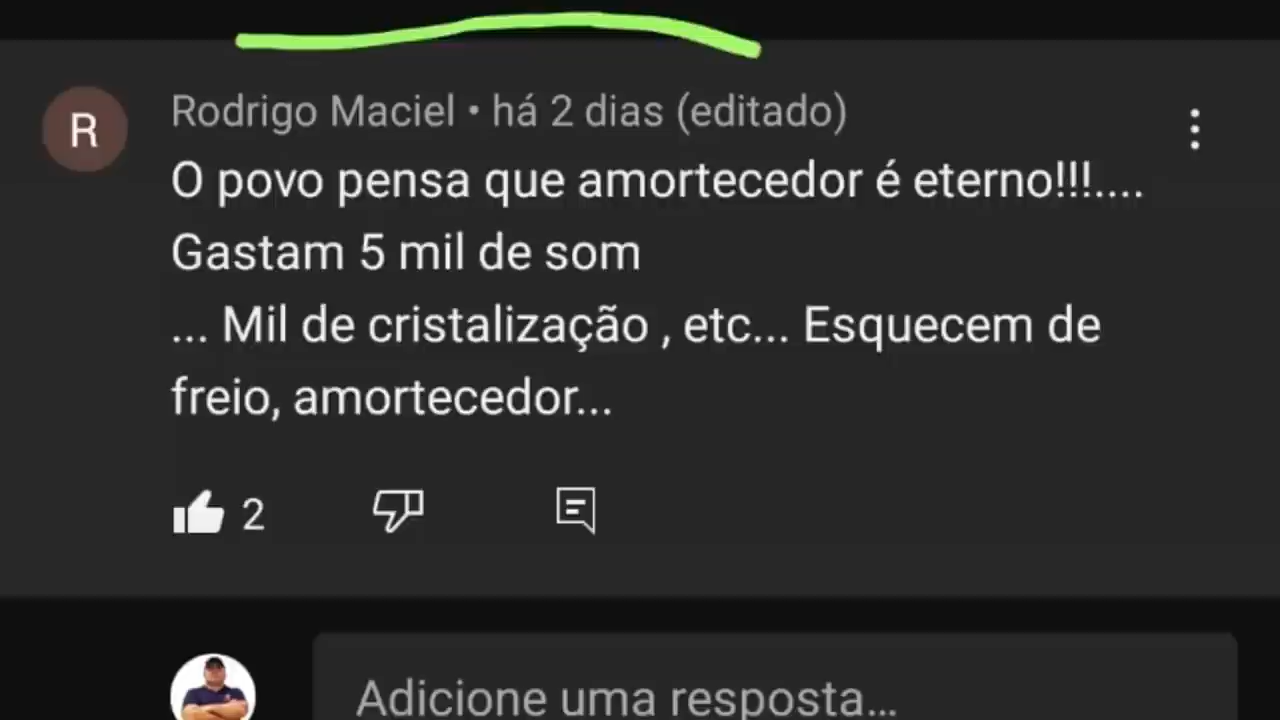 R
Rodrigo Maciel • há 2 dias (editado)
O povo pensa que amortecedor é eterno!!!....
Gastam 5 mil de som
... Mil de cristalização , etc... Esquecem de
freio, amortecedor...
2
Adicione uma resposta...